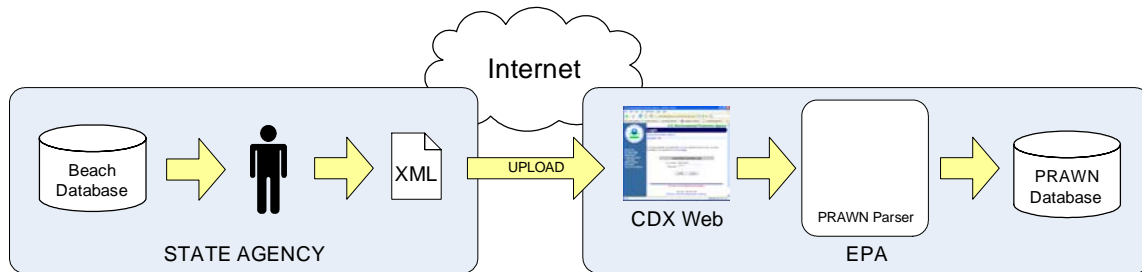 Internet
Beach
Database
XML
UPLOAD
CDX Web
PRAWN Parser
PRAWN
Database
STATE AGENCY
EPA